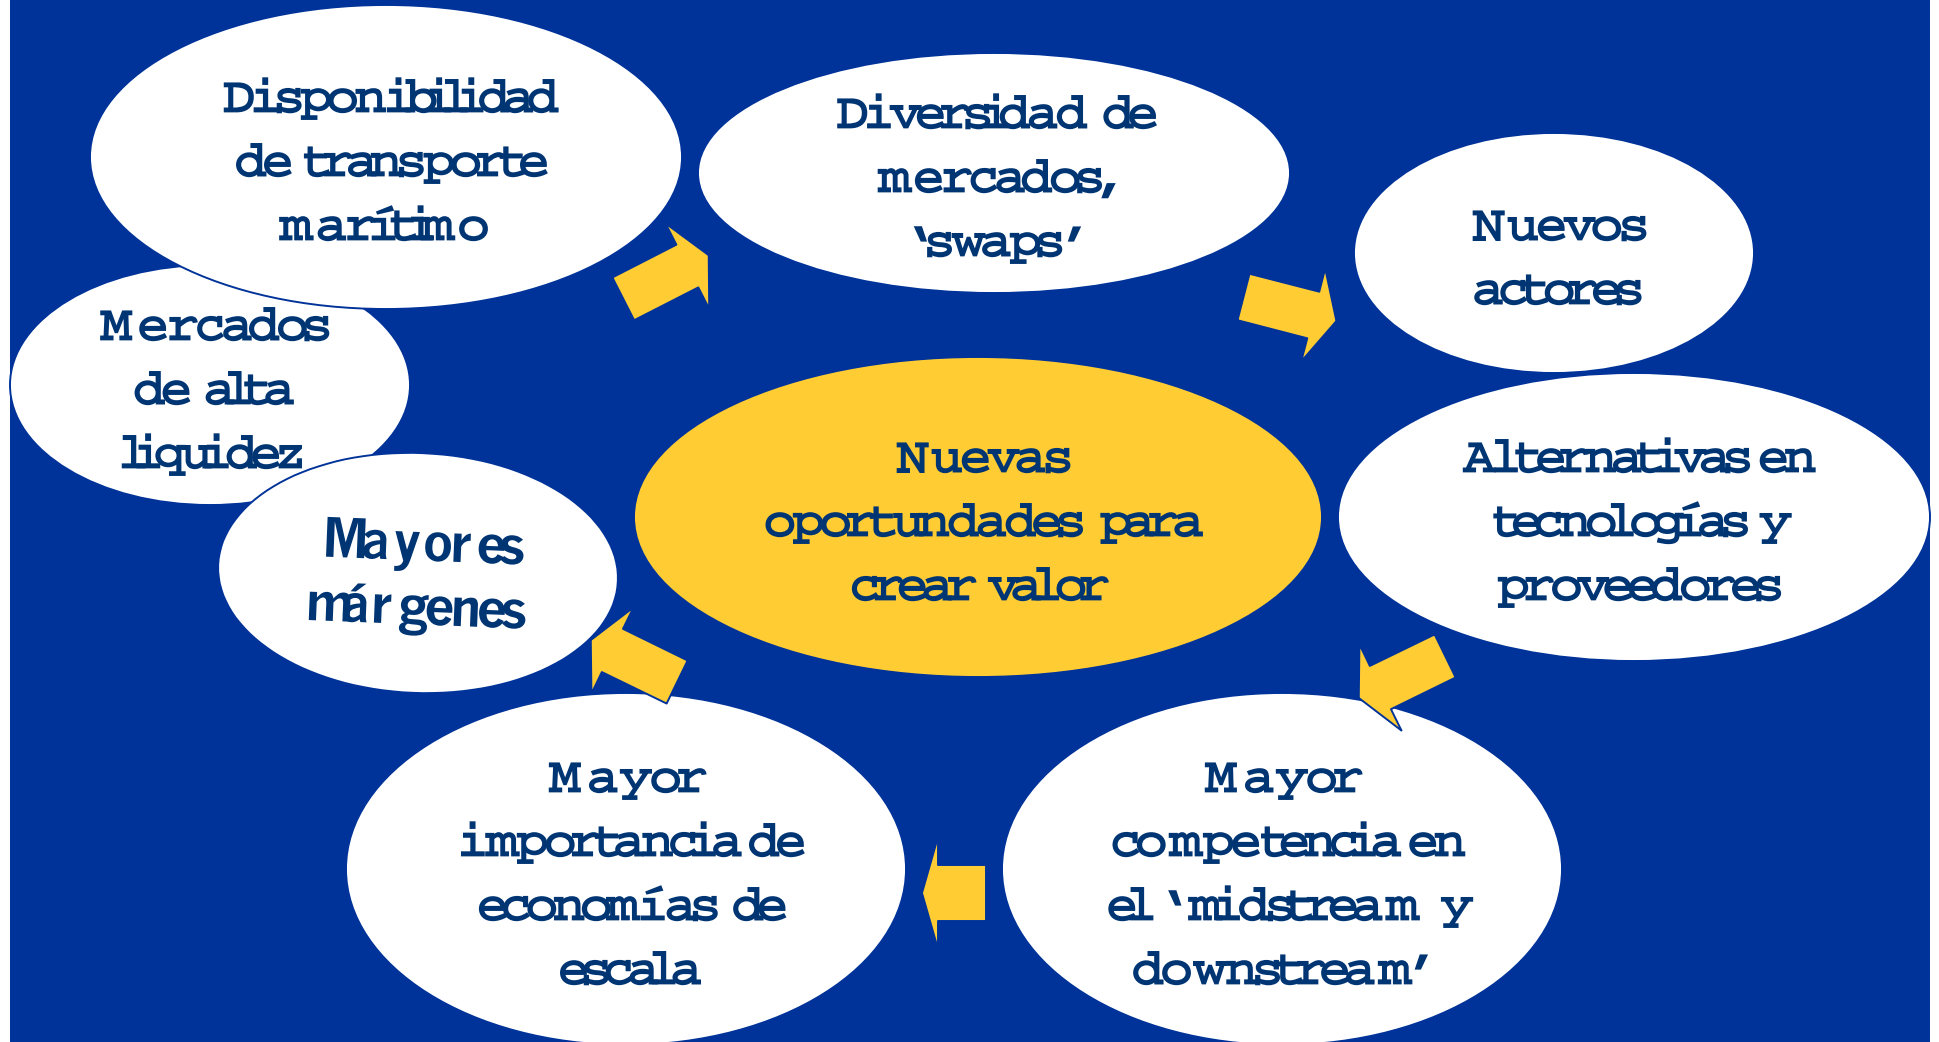 Disponibilidad
de transporte
marítimo
Diversidad de
mercados,
‘swaps’
Nuevos
actores
Mercados
de alta
liquidez
Nuevas
oportundades para
crear valor
Alternativas en
tecnologías y
proveedores
Mayores
márgenes
Mayor
importancia de
economías de
escala
Mayor
competencia en
el ‘midstream y
downstream’